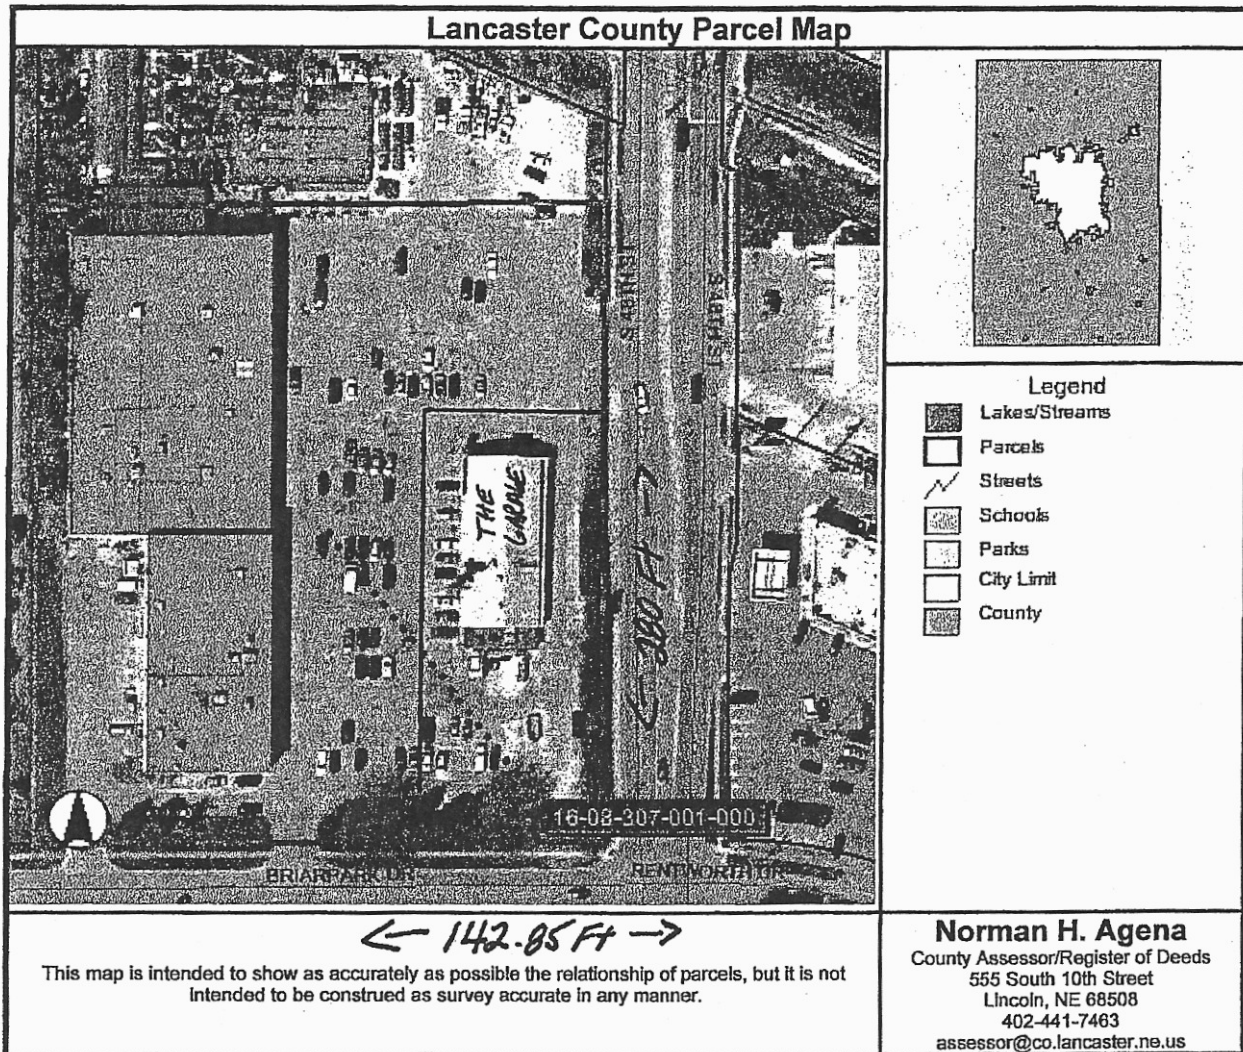 Lancaster County Parcel Map
S 48TH ST
S 48TH ST
THE
GARAGE
← 280 Ft →
16-08-307-001-000
BRIARPARK DR
RENTWORTH DR
Legend
Lakes/Streams
Parcels
Streets
Schools
Parks
City Limit
County
← 142.85 Ft →
This map is intended to show as accurately as possible the relationship of parcels, but it is not
intended to be construed as survey accurate in any manner.
Norman H. Agena
County Assessor/Register of Deeds
555 South 10th Street
Lincoln, NE 68508
402-441-7463
assessor@co.lancaster.ne.us